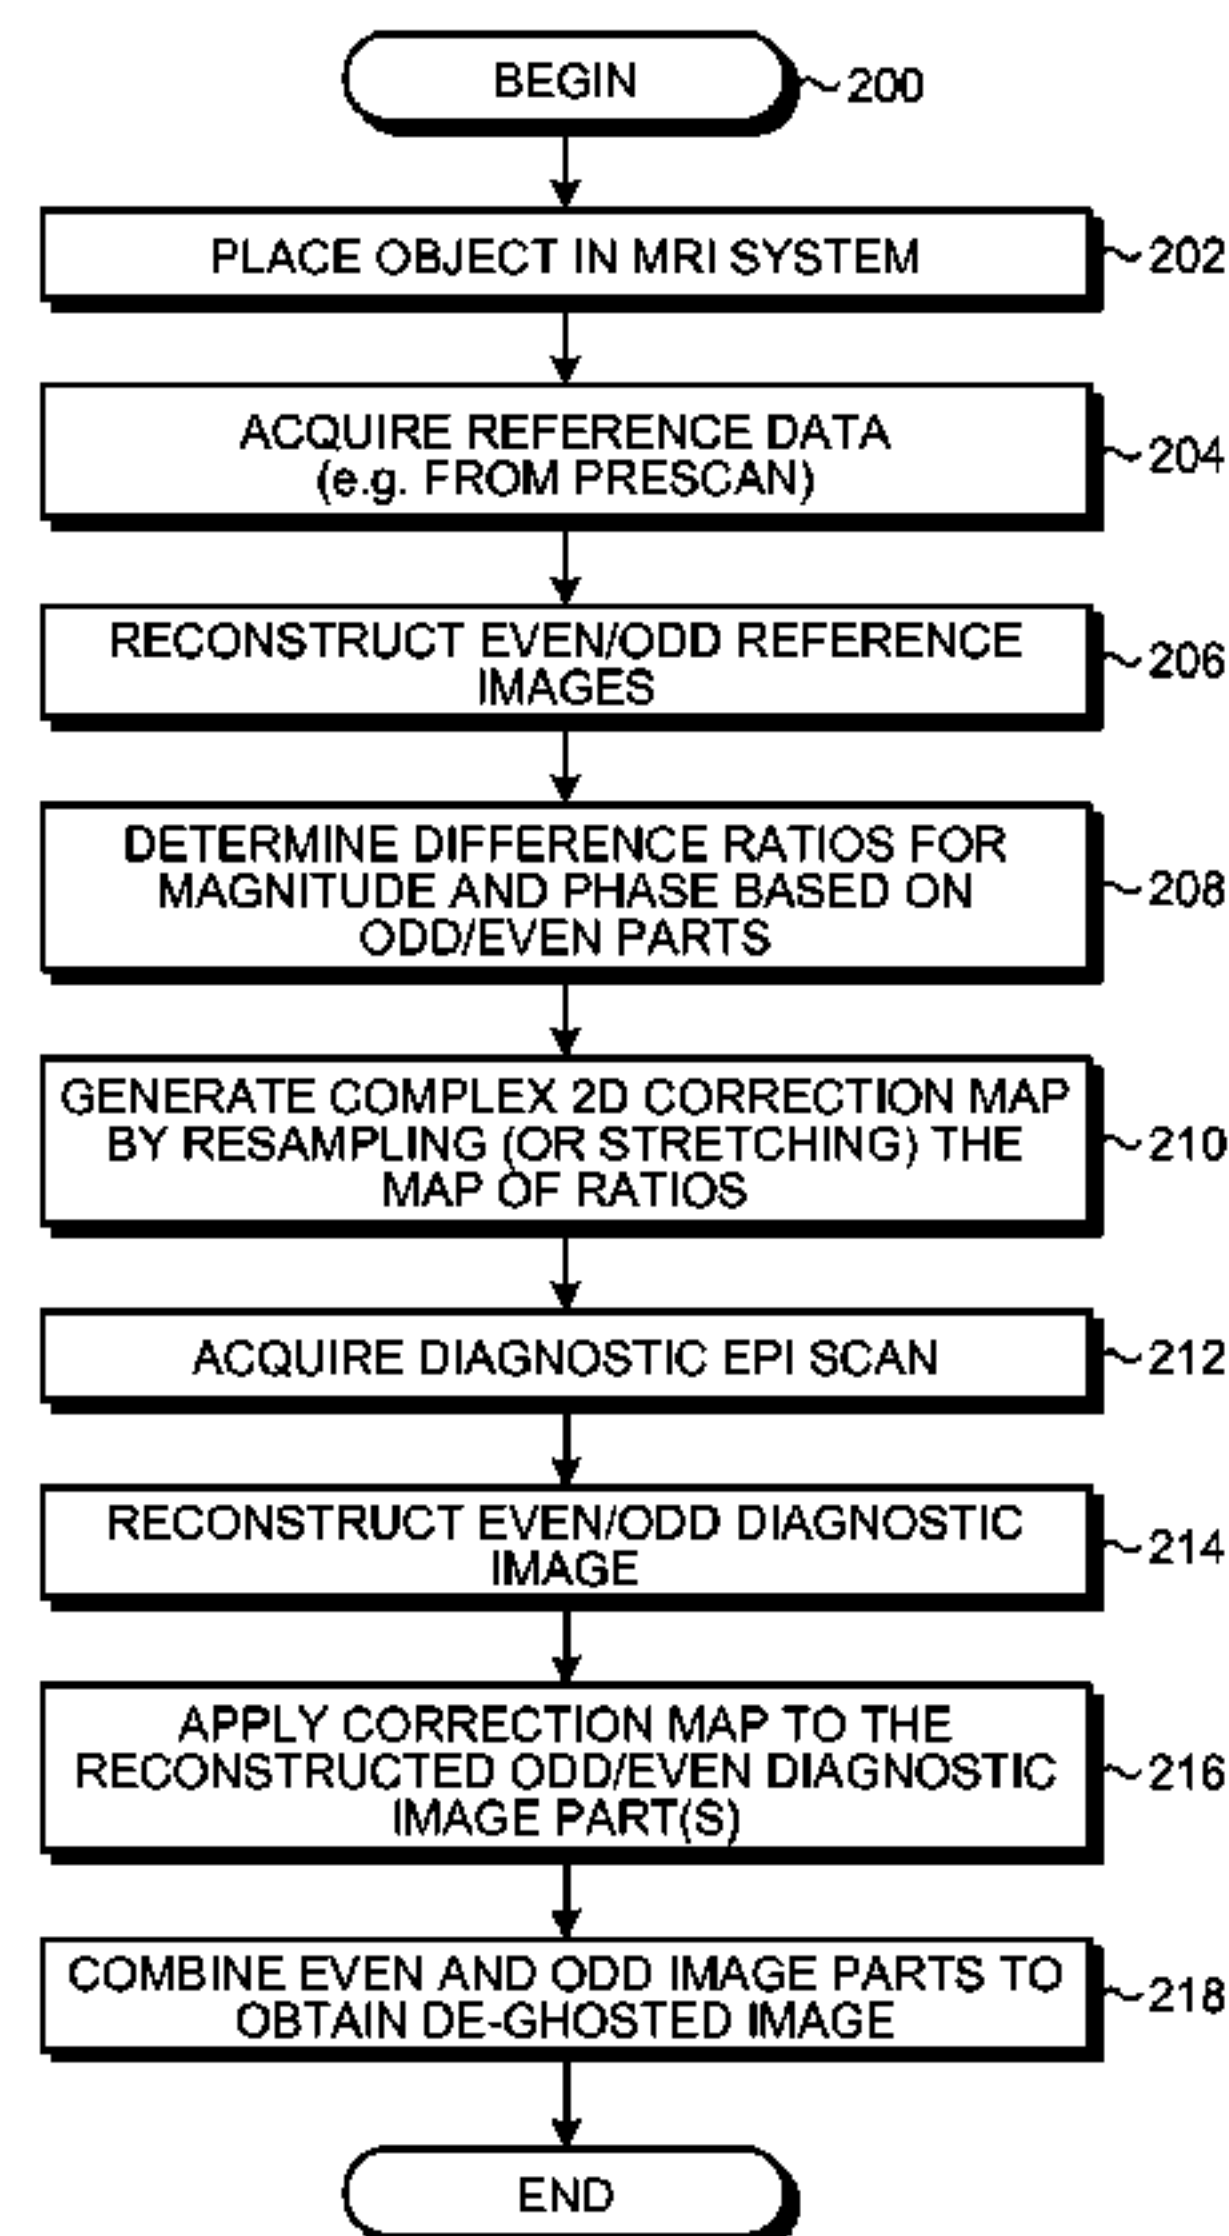 BEGIN
200
PLACE OBJECT IN MRI SYSTEM
202
ACQUIRE REFERENCE DATA
(e.g. FROM PRESCAN)
204
RECONSTRUCT EVEN/ODD REFERENCE
IMAGES
206
DETERMINE DIFFERENCE RATIOS FOR
MAGNITUDE AND PHASE BASED ON
ODD/EVEN PARTS
208
GENERATE COMPLEX 2D CORRECTION MAP
BY RESAMPLING (OR STRETCHING) THE
MAP OF RATIOS
210
ACQUIRE DIAGNOSTIC EPI SCAN
212
RECONSTRUCT EVEN/ODD DIAGNOSTIC
IMAGE
214
APPLY CORRECTION MAP TO THE
RECONSTRUCTED ODD/EVEN DIAGNOSTIC
IMAGE PART(S)
216
COMBINE EVEN AND ODD IMAGE PARTS TO
OBTAIN DE-GHOSTED IMAGE
218
END